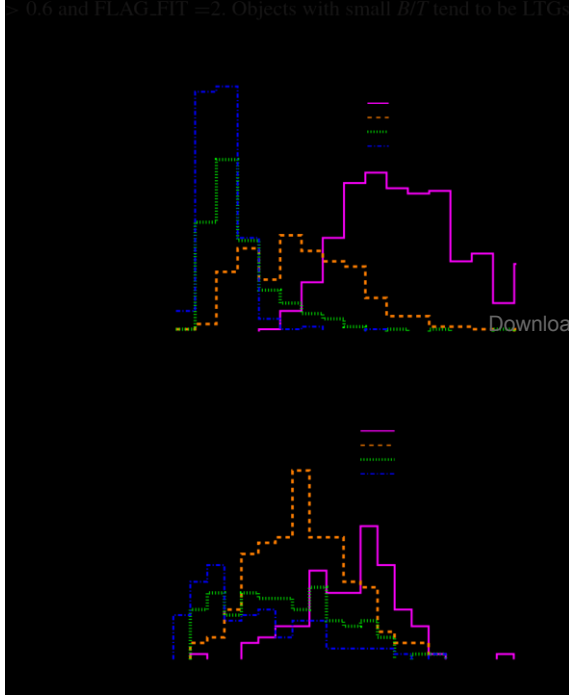 > 0.6 and FLAG_FIT =2. Objects with small B/T tend to be LTGs
Downloa